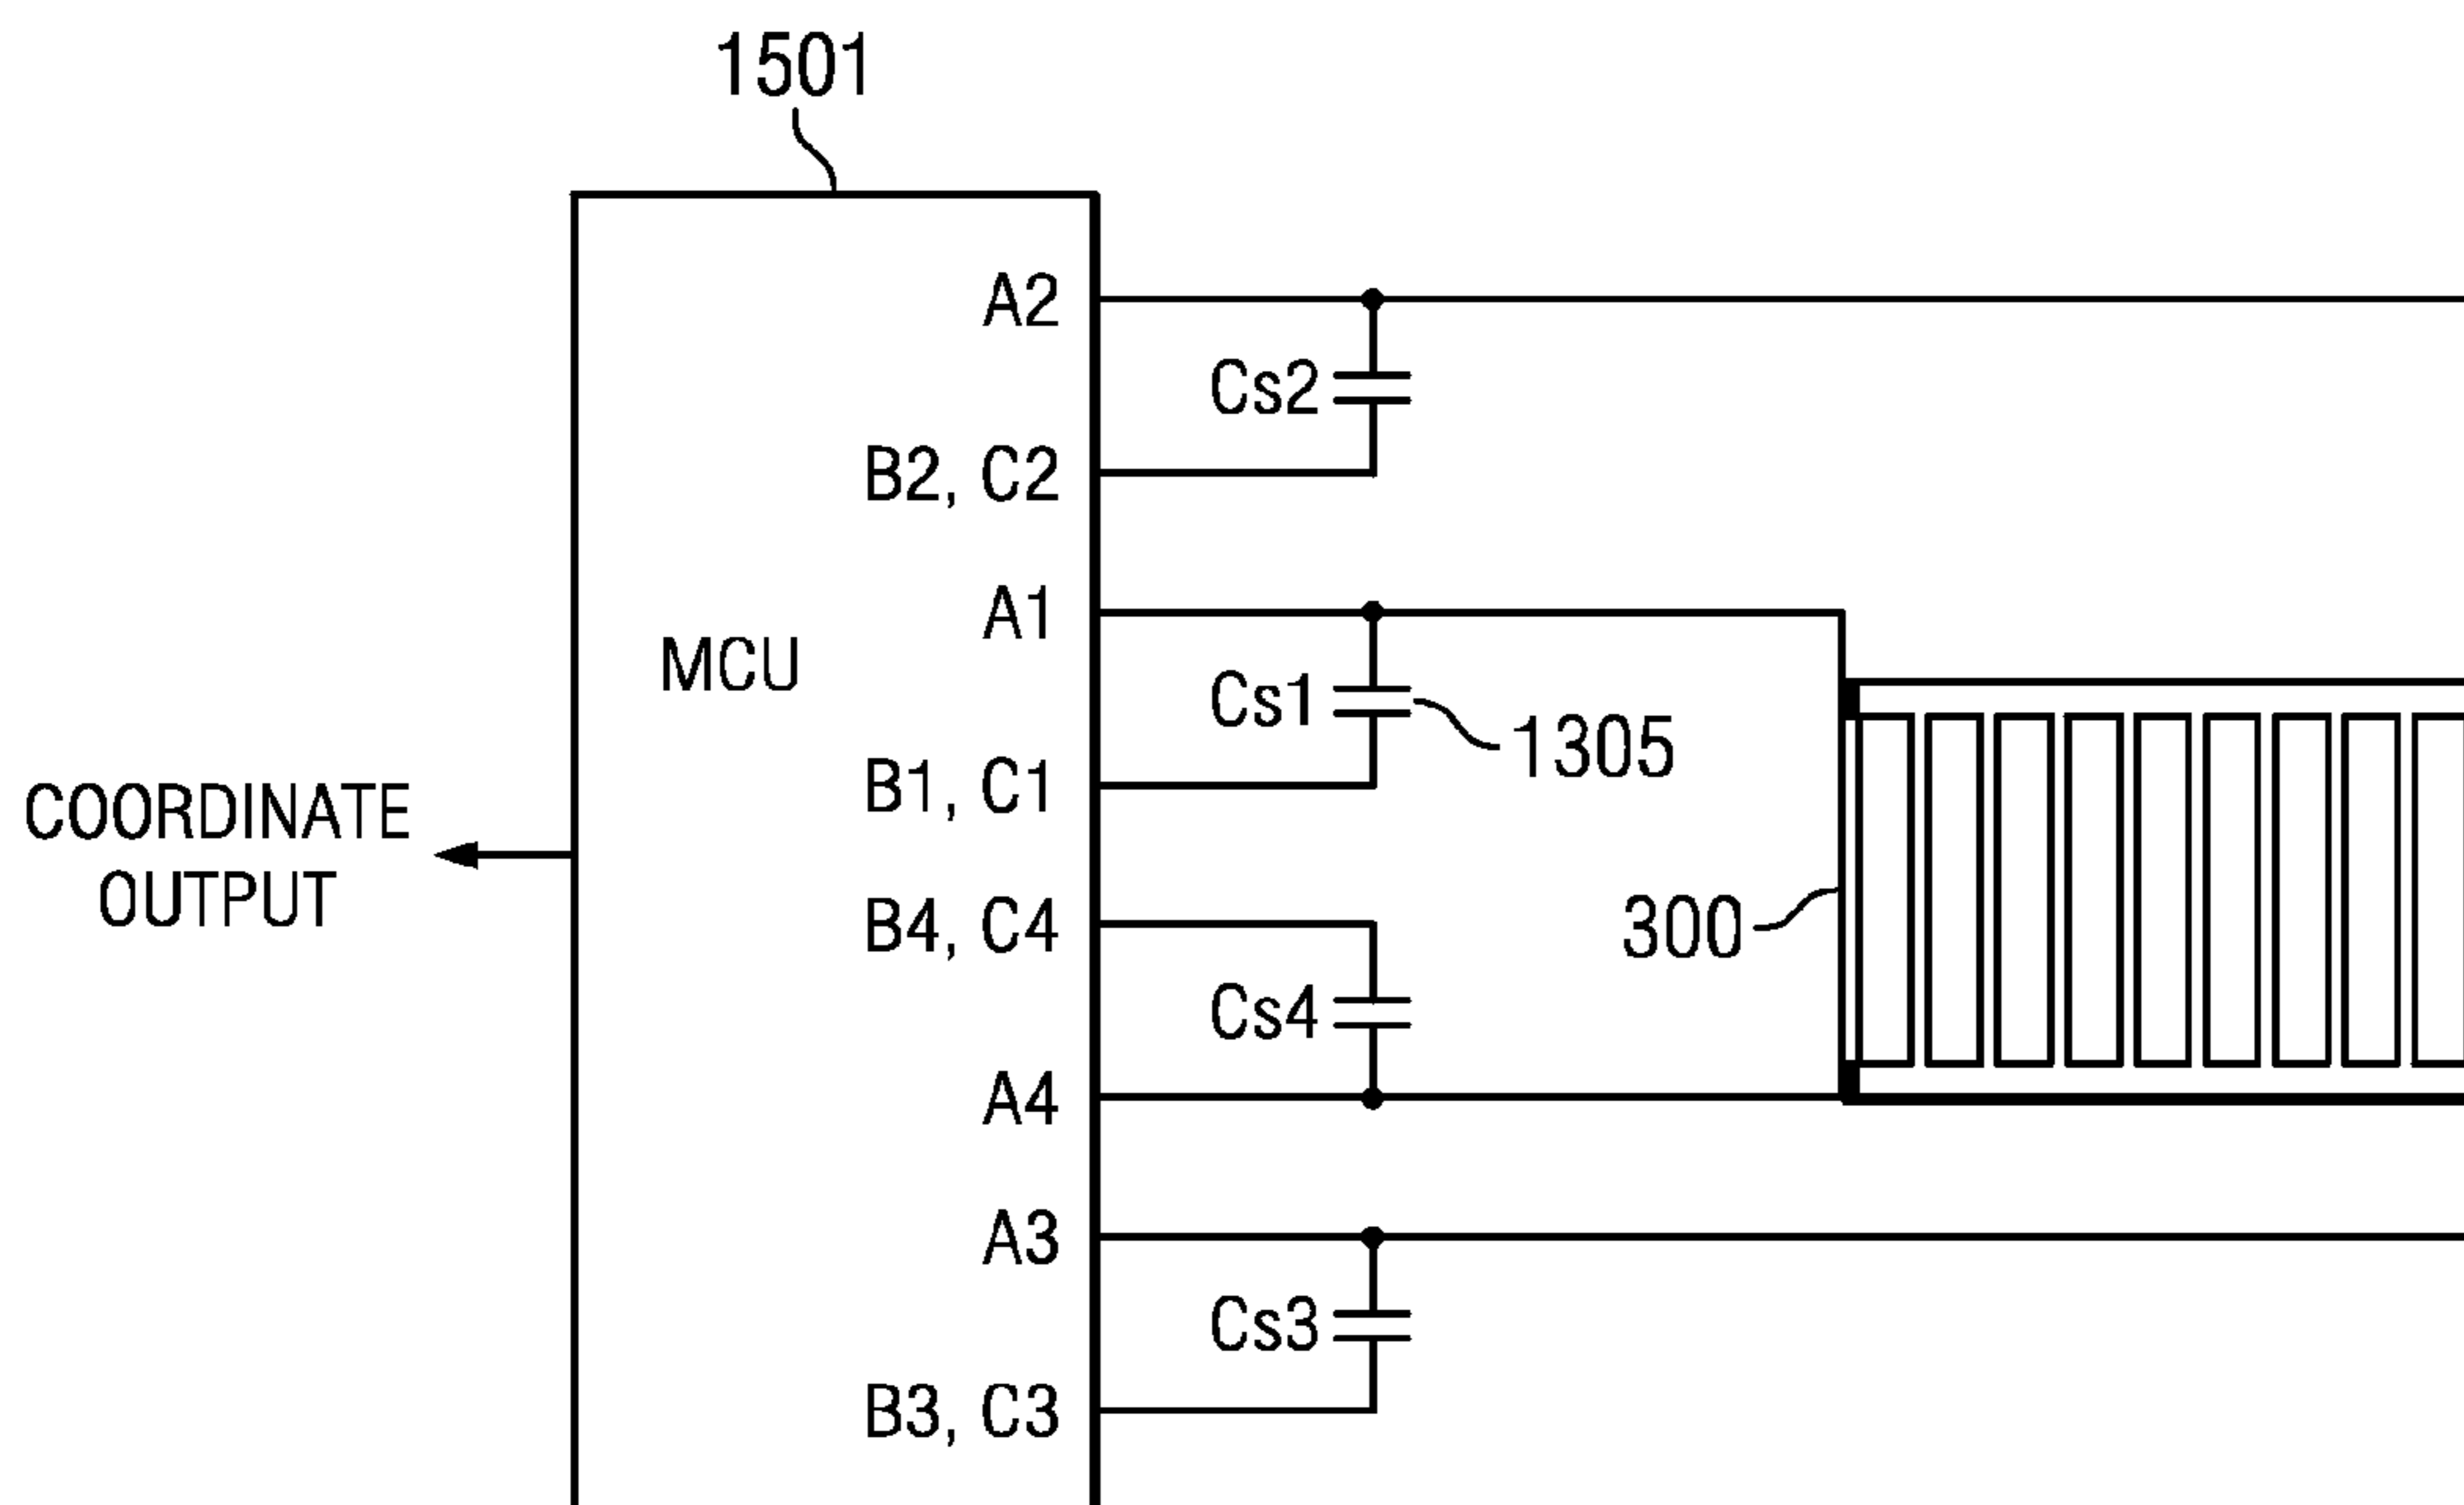 1501
A2
Cs2
B2, C2
A1
MCU
Cs1
1305
B1, C1
COORDINATE
OUTPUT
B4, C4
300
Cs4
A4
A3
Cs3
B3, C3